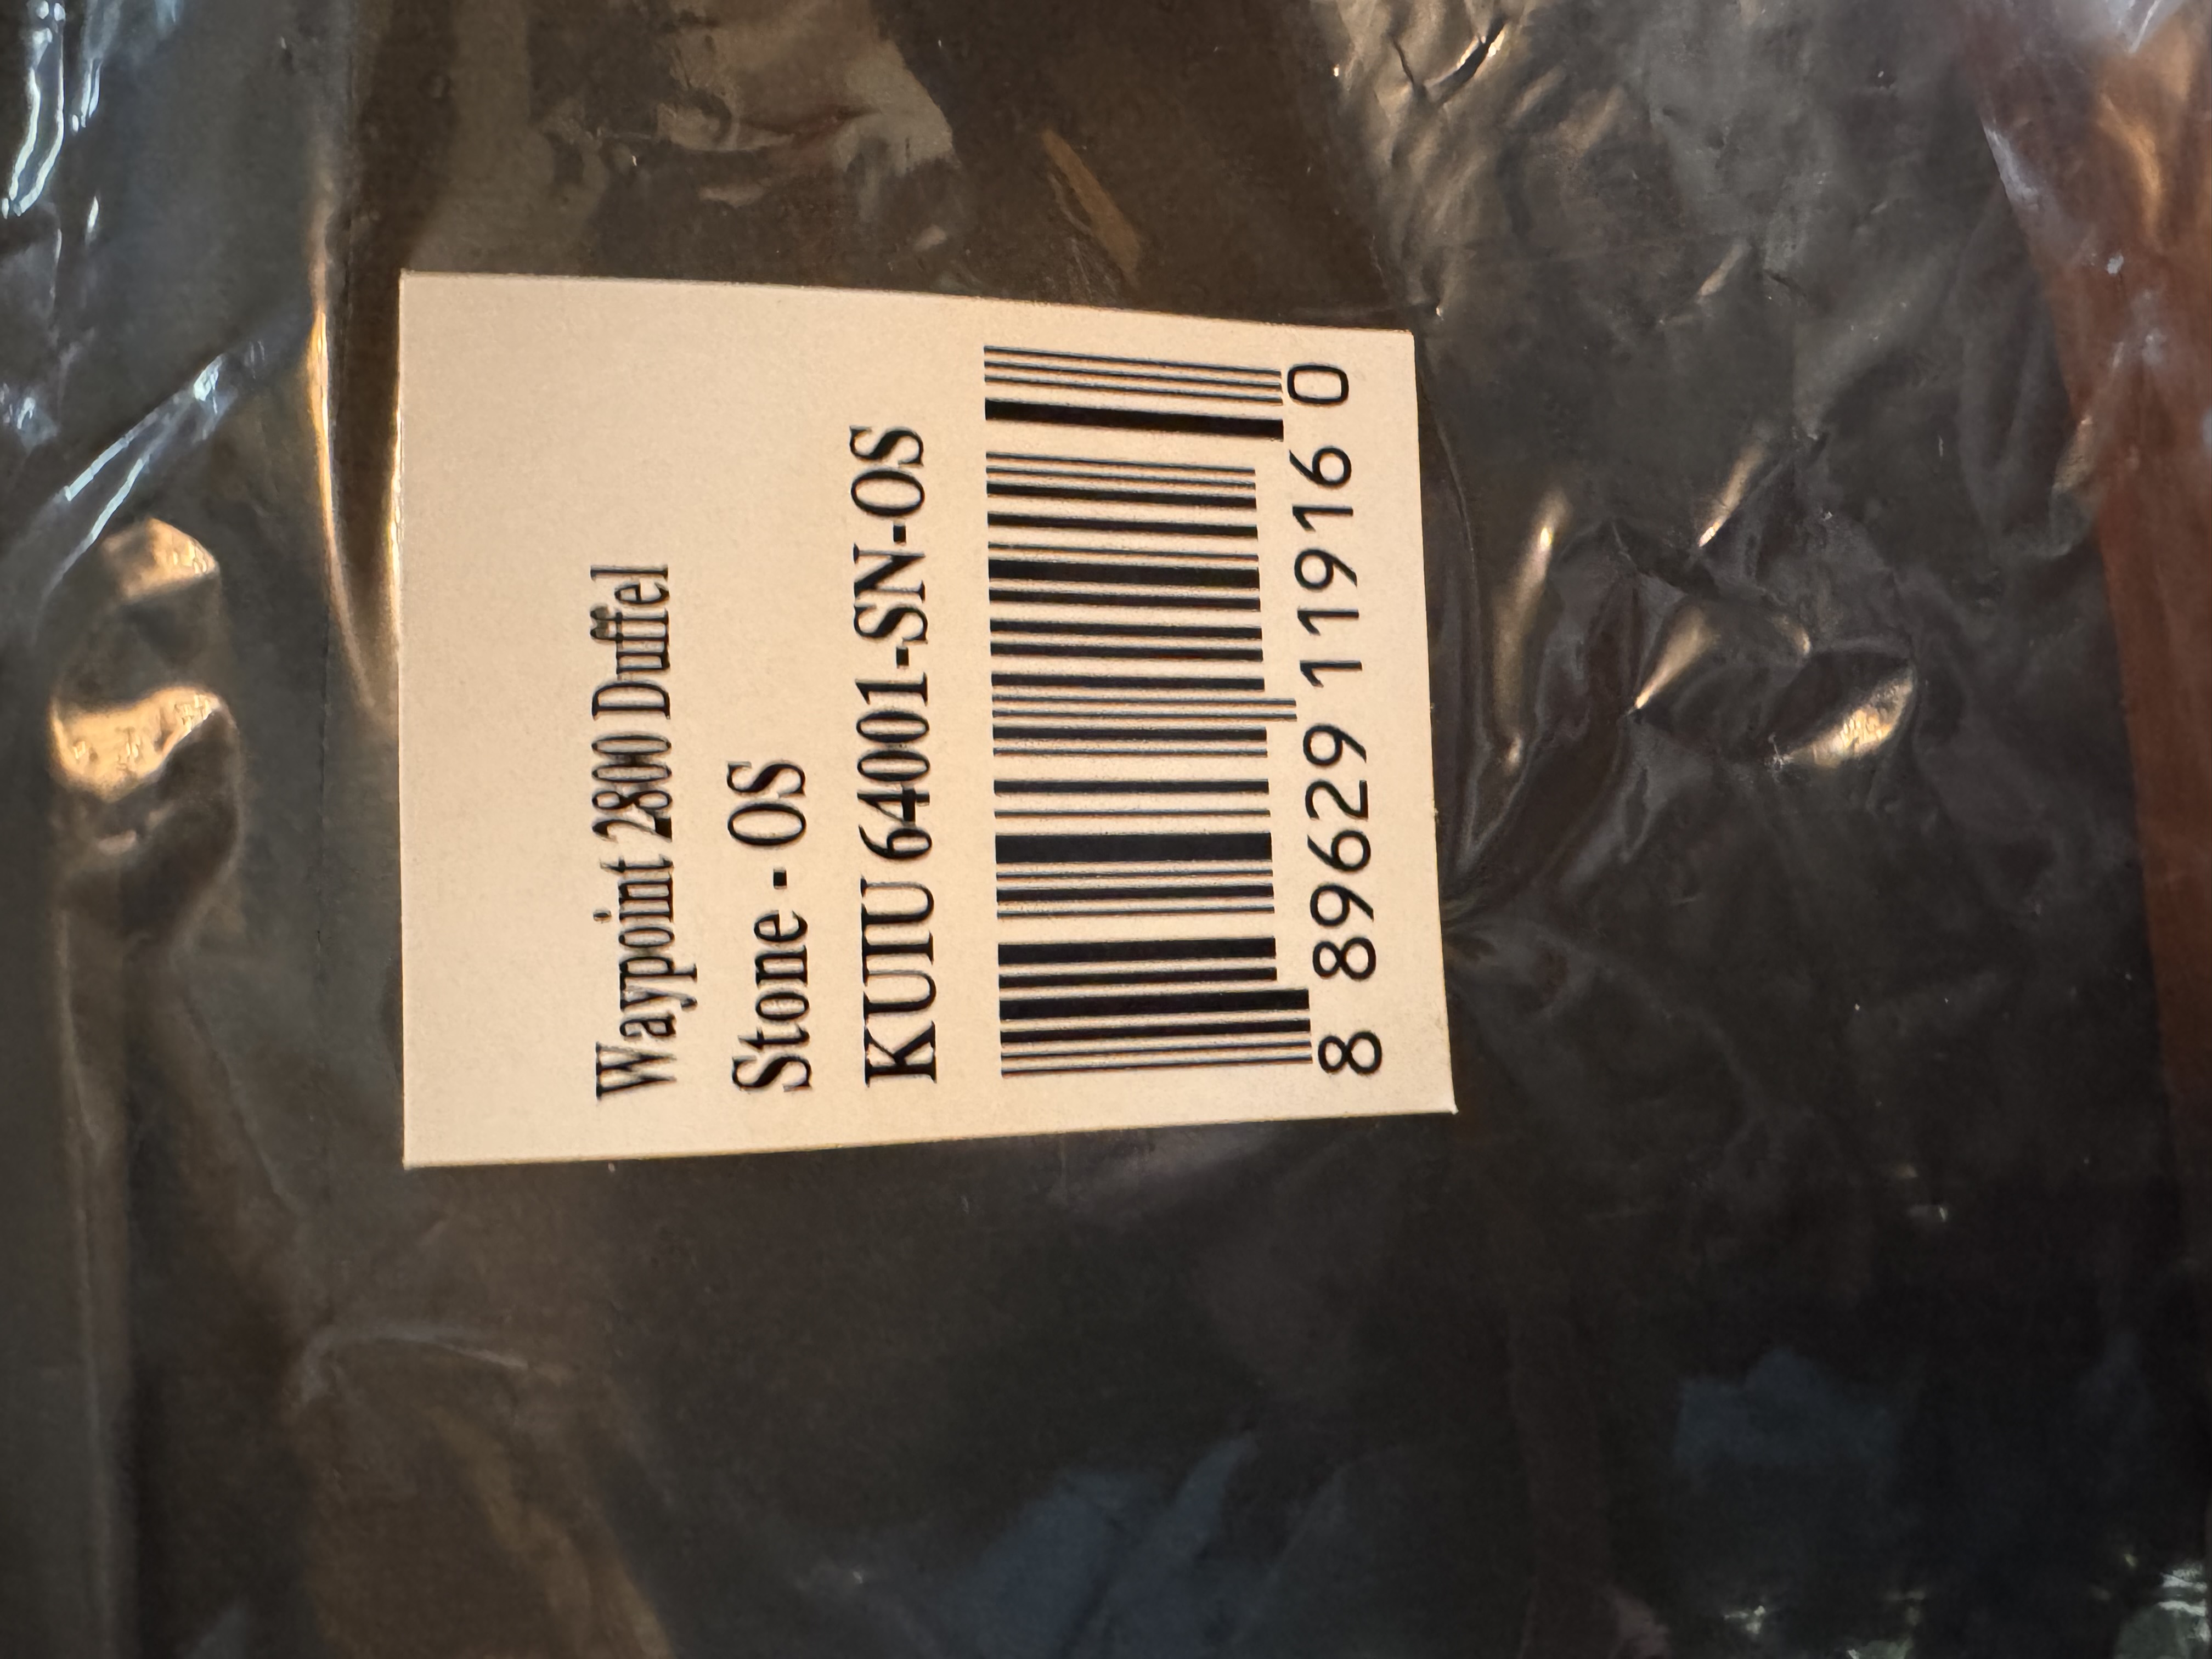 Waypoint 2800 Duffel
Stone - OS
KUIU 64001-SN-OS
8 89629 11916 0